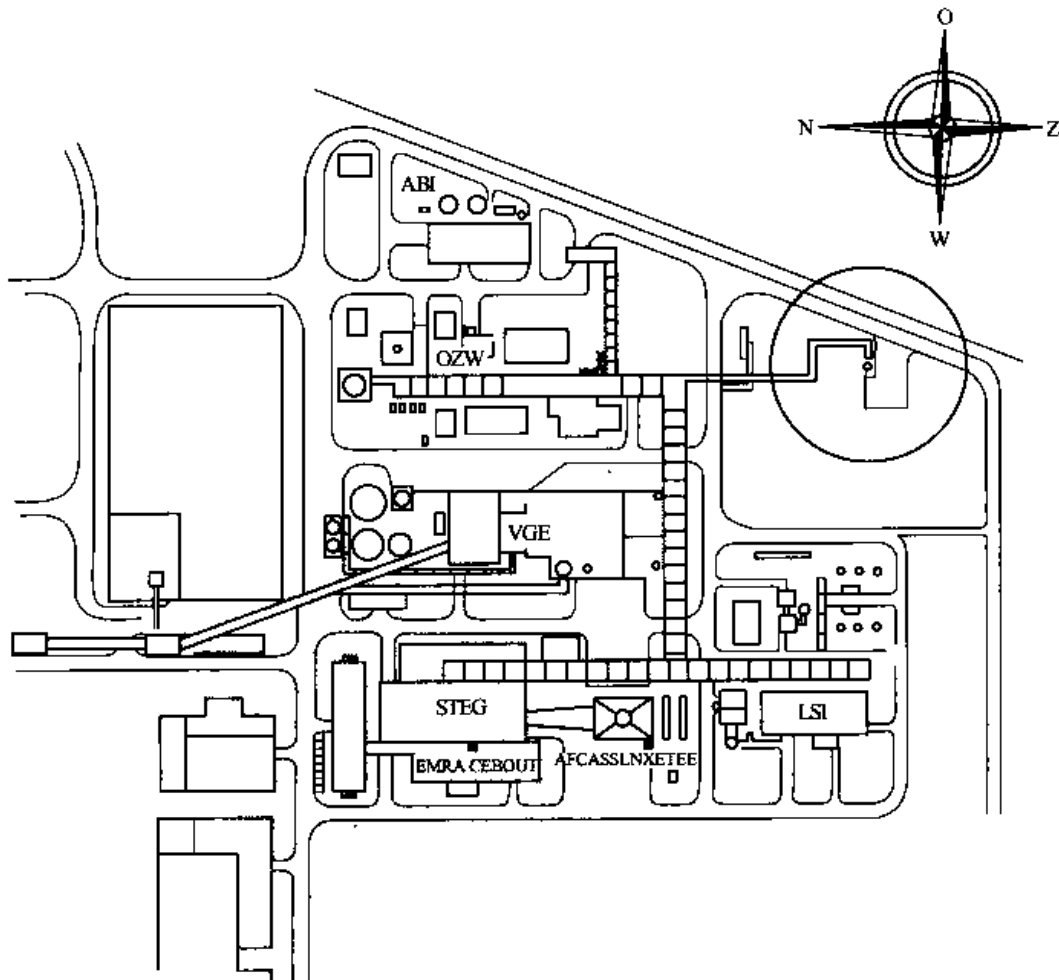 O
N
Z
W
ABI
OZW
VGE
STEG
LSI
EMRA CEBOUT
AFCASSLNXETEE